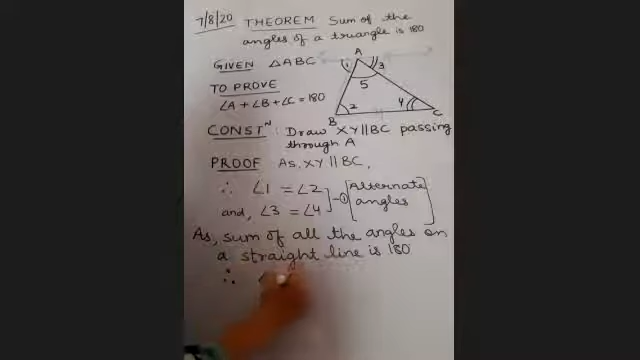 7/8/20 THEOREM Sum of the
angles of a triangle is 180
GIVEN △ABC
TO PROVE
∠A + ∠B + ∠C = 180
A
1
3
5
2
4
B
C
CONSTᴺ: Draw XY || BC passing
through A
PROOF As, XY || BC,
∴ ∠1 = ∠2
and, ∠3 = ∠4 ] -① [Alternate angles]
As, sum of all the angles on
a straight line is 180
∴ ∠